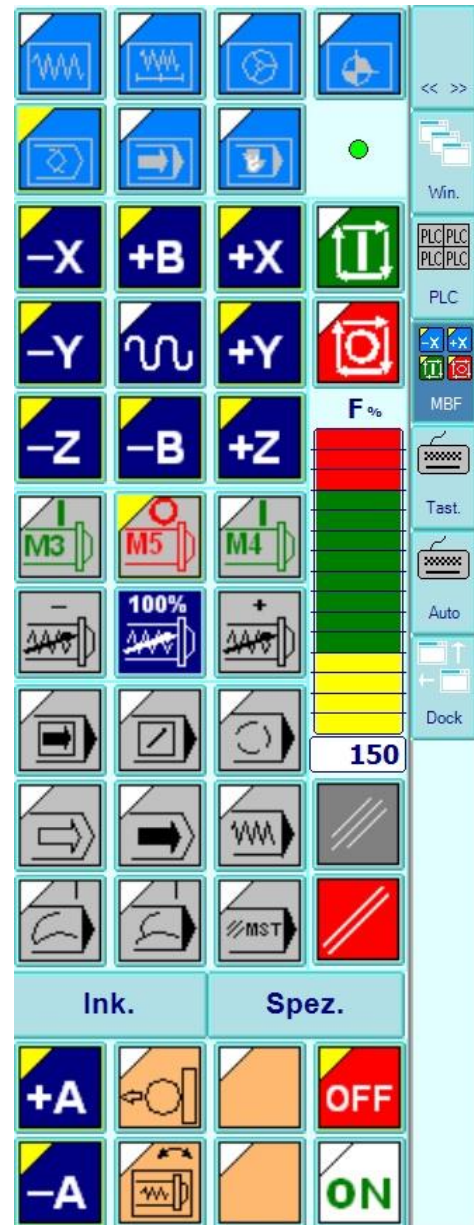 << >>
Win.
PLC PLC
PLC PLC
PLC
-X +B +X
-X +X
MBF
-Y +Y
F %
-Z -B +Z
Tast.
M3 M5 M4
- 100% +
Auto
Dock
150
//MST
Ink. Spez.
+A OFF
-A ON